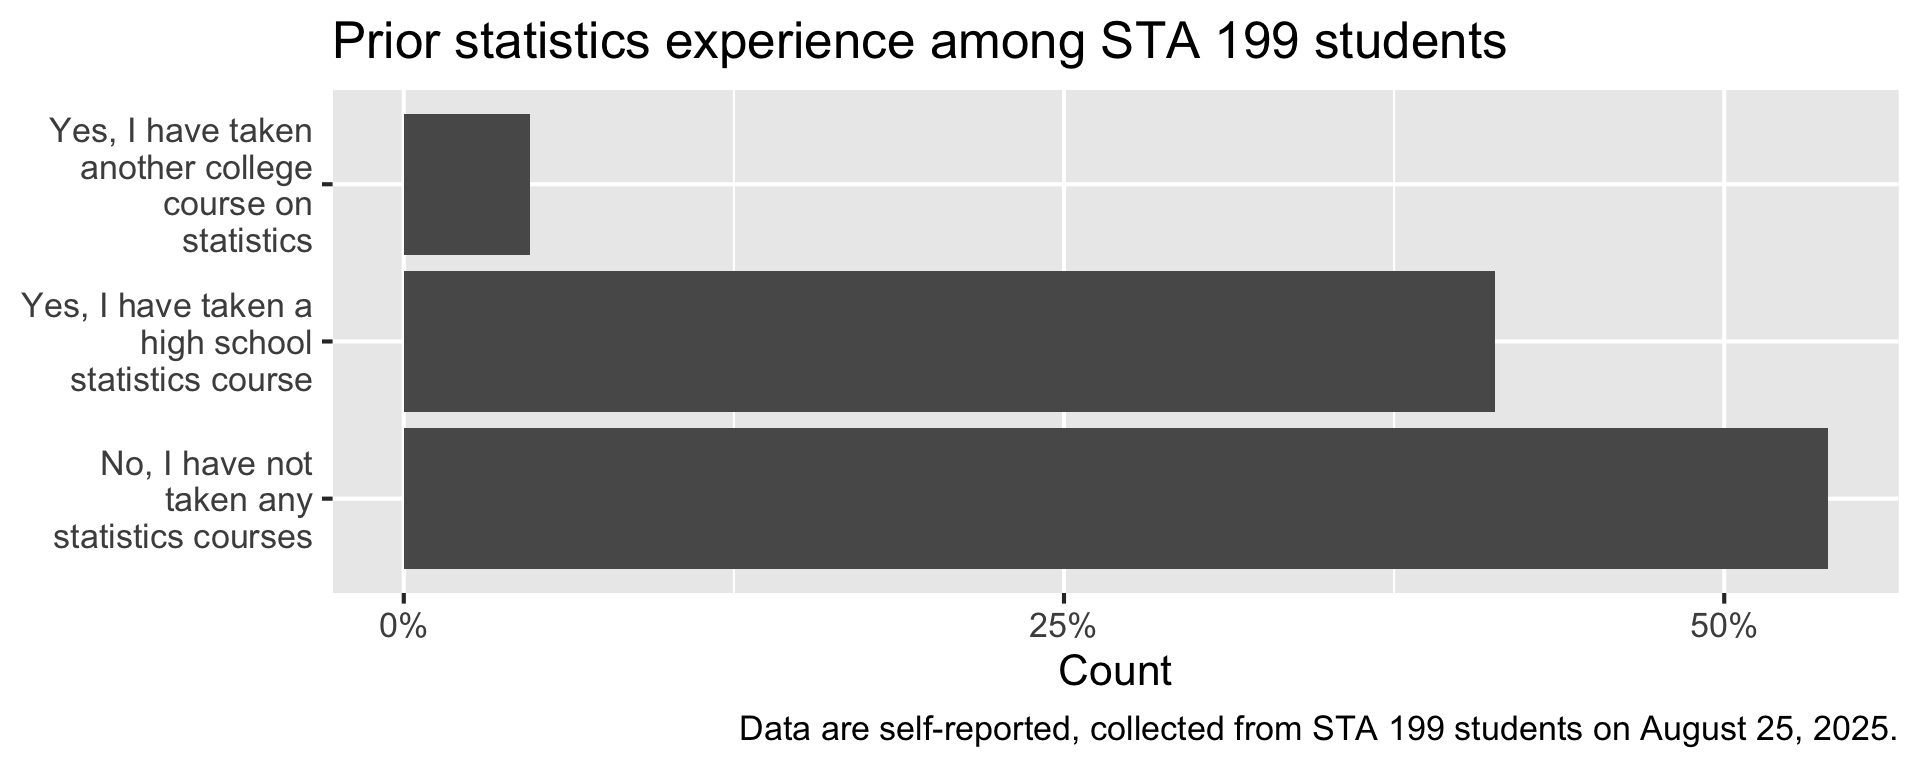 Prior statistics experience among STA 199 students
Yes, I have taken
another college
course on
statistics
Yes, I have taken a
high school
statistics course
No, I have not
taken any
statistics courses
0%
25%
50%
Count
Data are self-reported, collected from STA 199 students on August 25, 2025.